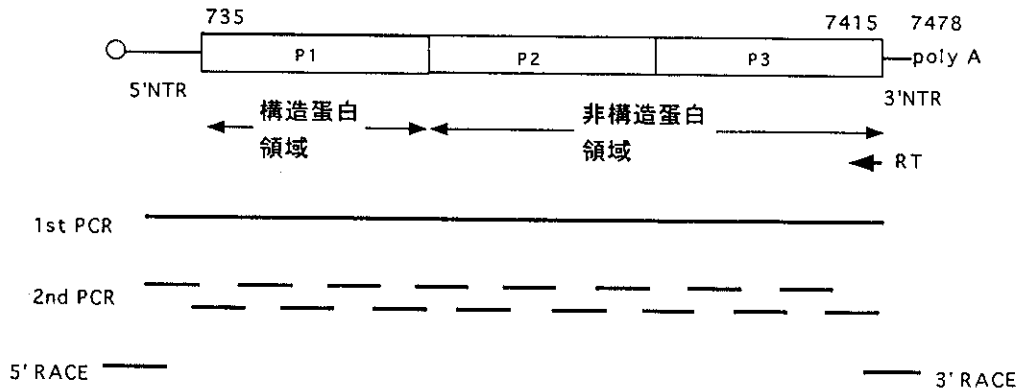 735
7415
7478
P1
P2
P3
poly A
5'NTR
3'NTR
構造蛋白
領域
非構造蛋白
領域
RT
1st PCR
2nd PCR
5' RACE
3' RACE